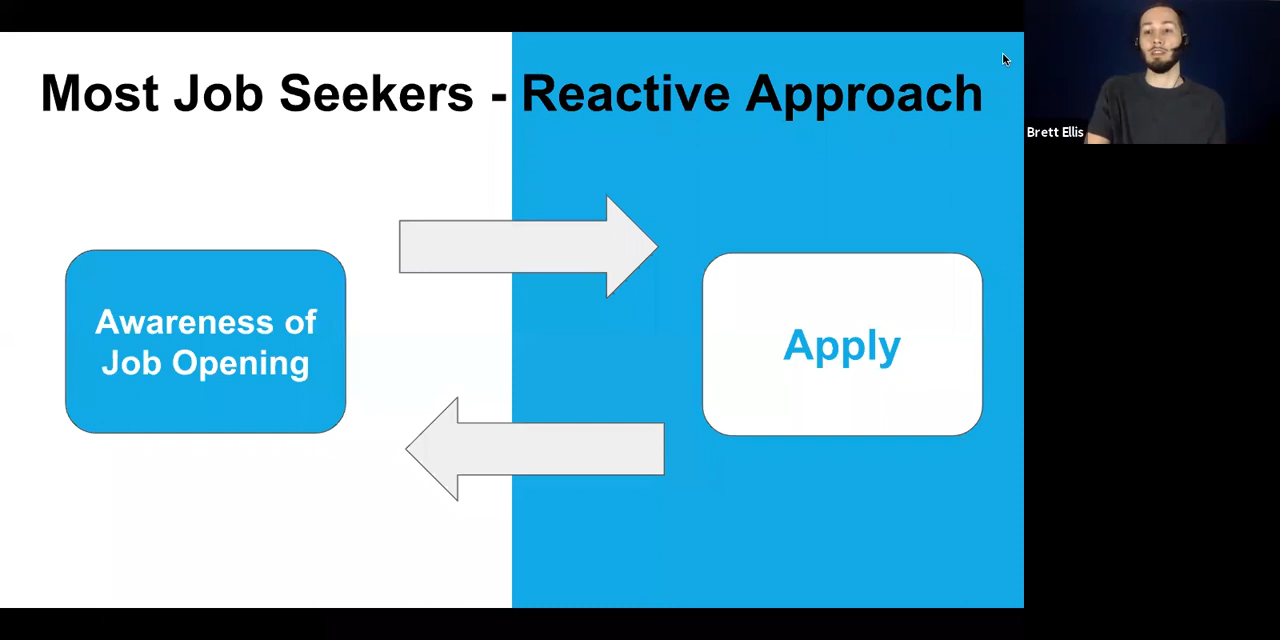 Most Job Seekers - Reactive Approach
Brett Ellis
Awareness of
Job Opening
Apply